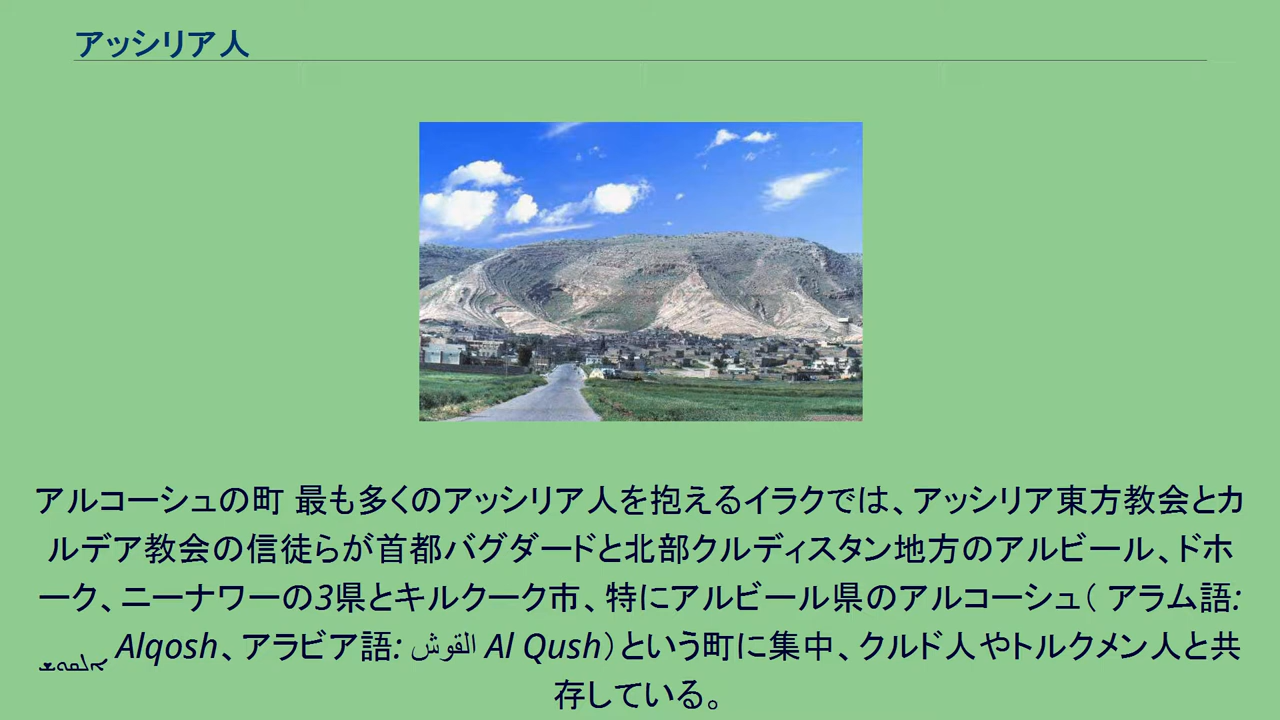 アッシリア人
アルコーシュの町 最も多くのアッシリア人を抱えるイラクでは、アッシリア東方教会とカ
ルデア教会の信徒らが首都バグダードと北部クルディスタン地方のアルビール、ドホ
ーク、ニーナワーの3県とキルクーク市、特にアルビール県のアルコーシュ（ アラム語:
ܐܠܩܘܫ Alqosh、アラビア語: القوش Al Qush）という町に集中、クルド人やトルクメン人と共
存している。